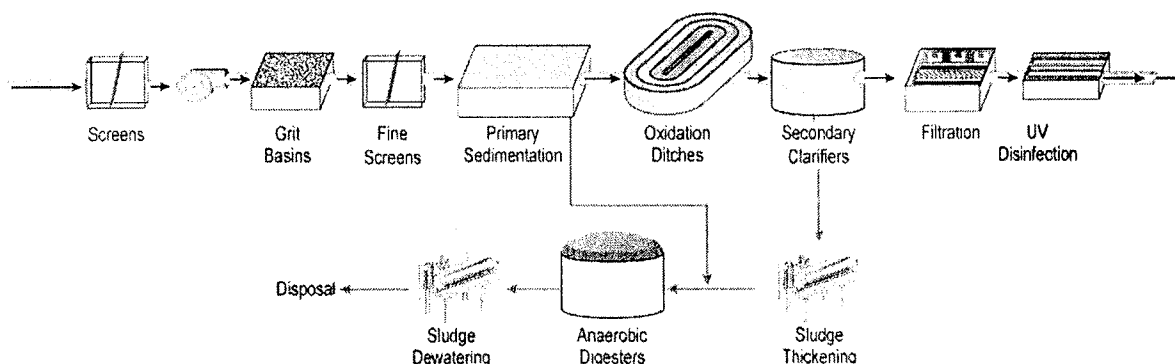 Screens
Grit
Basins
Fine
Screens
Primary
Sedimentation
Oxidation
Ditches
Secondary
Clarifiers
Filtration
UV
Disinfection
Disposal
Sludge
Dewatering
Anaerobic
Digesters
Sludge
Thickening